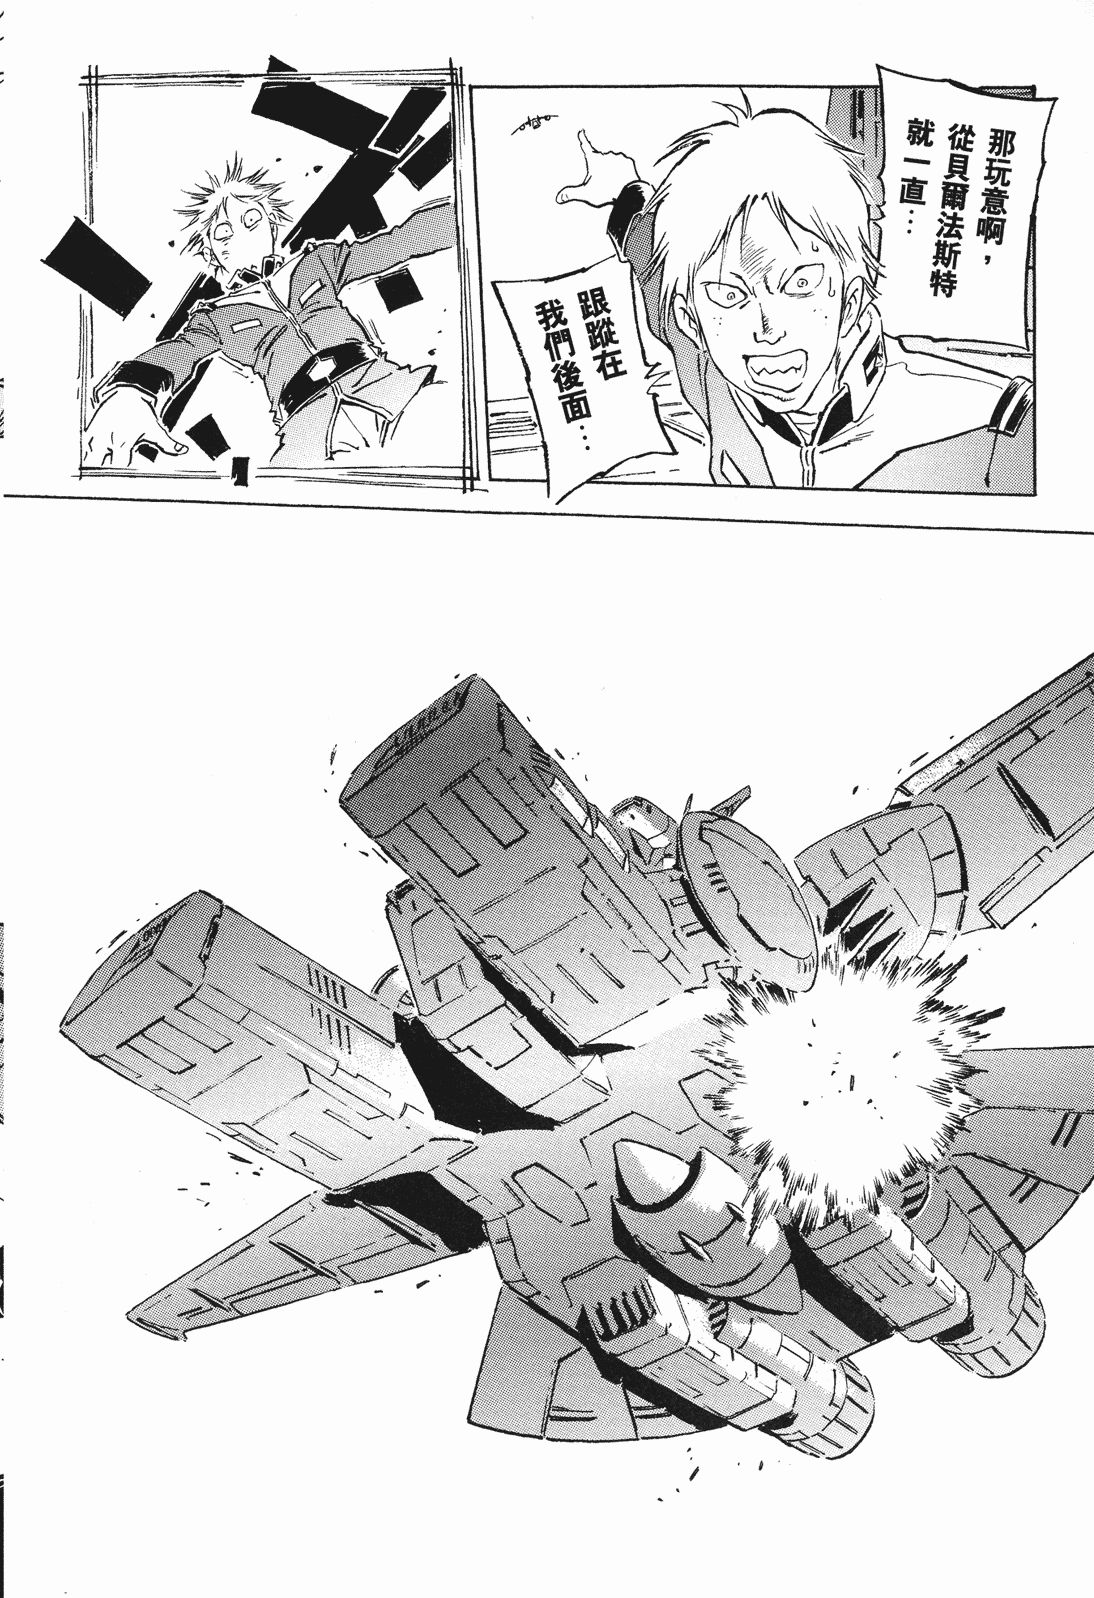 那玩意啊，
從貝爾法斯特
就一直…
跟蹤在
我們後面…